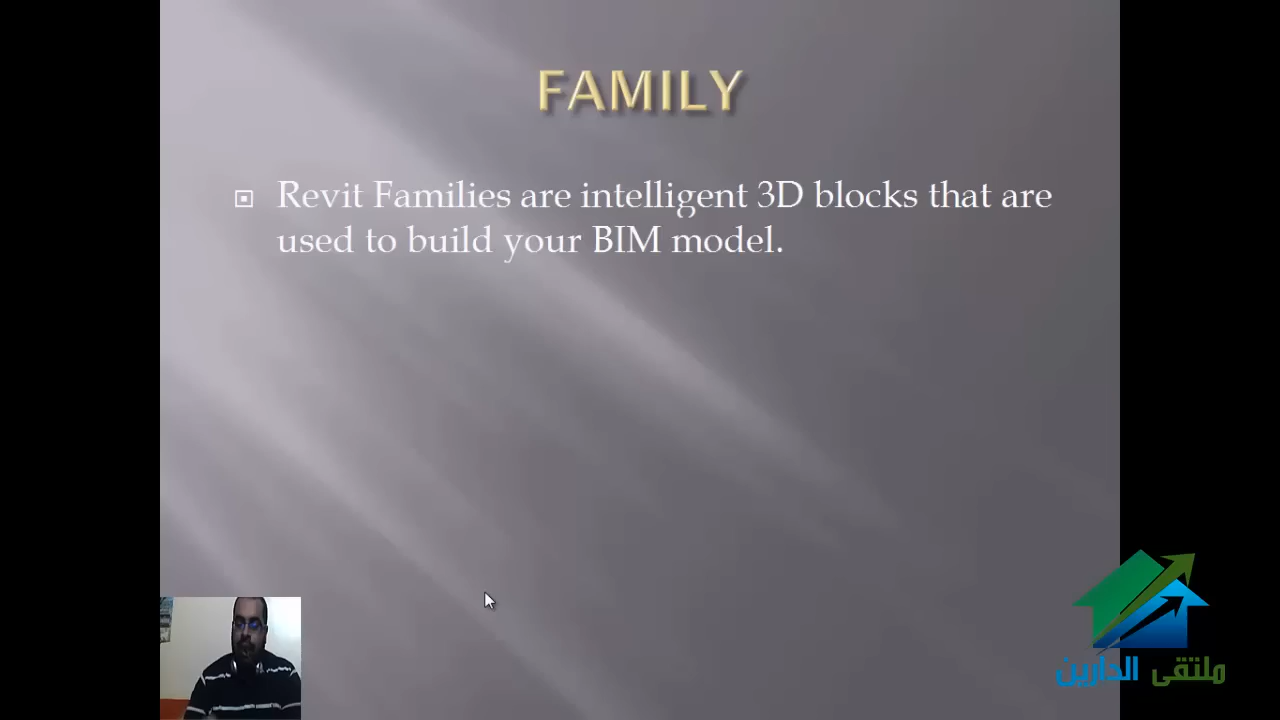 FAMILY
Revit Families are intelligent 3D blocks that are
used to build your BIM model.
ملتقى الدارين